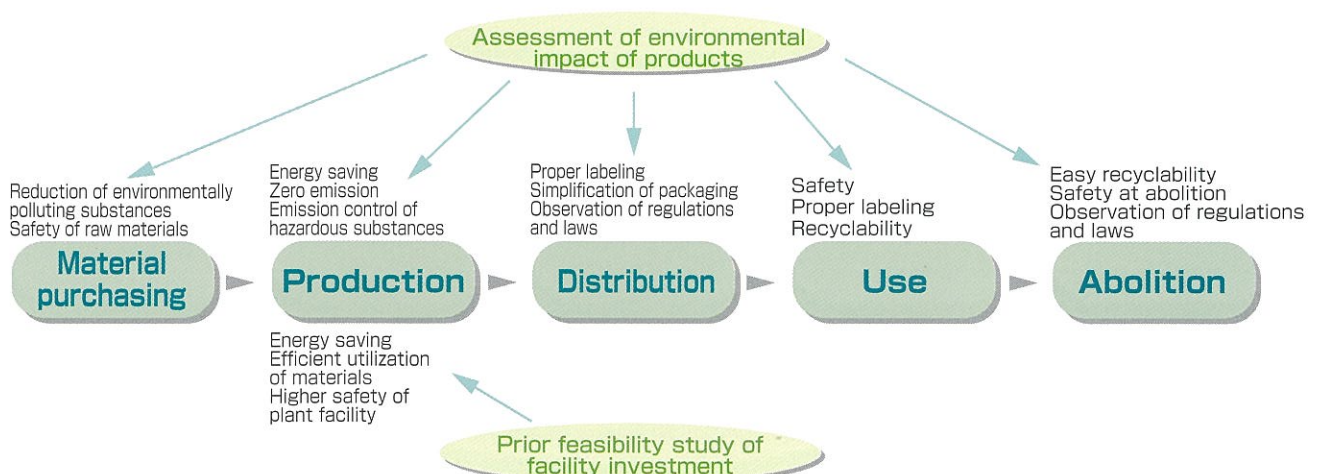 Assessment of environmental
impact of products
Reduction of environmentally
polluting substances
Safety of raw materials
Energy saving
Zero emission
Emission control of
hazardous substances
Proper labeling
Simplification of packaging
Observation of regulations
and laws
Safety
Proper labeling
Recyclability
Easy recyclability
Safety at abolition
Observation of regulations
and laws
Material
purchasing
Production
Distribution
Use
Abolition
Energy saving
Efficient utilization
of materials
Higher safety of
plant facility
Prior feasibility study of
facility investment